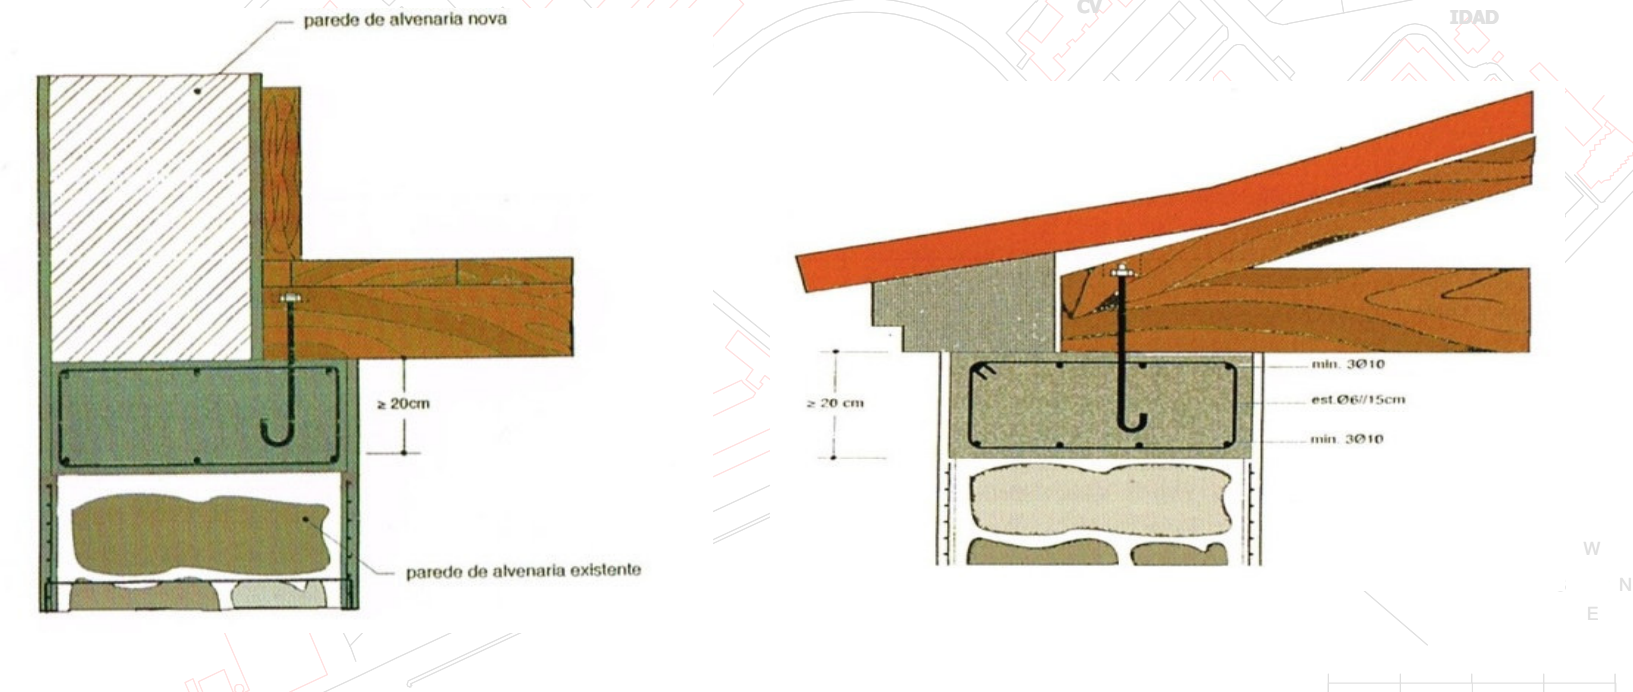 parede de alvenaria nova
≥ 20cm
parede de alvenaria existente
CV
IDAD
≥ 20 cm
min. 3Ø10
est.Ø6//15cm
min. 3Ø10
W
N
E